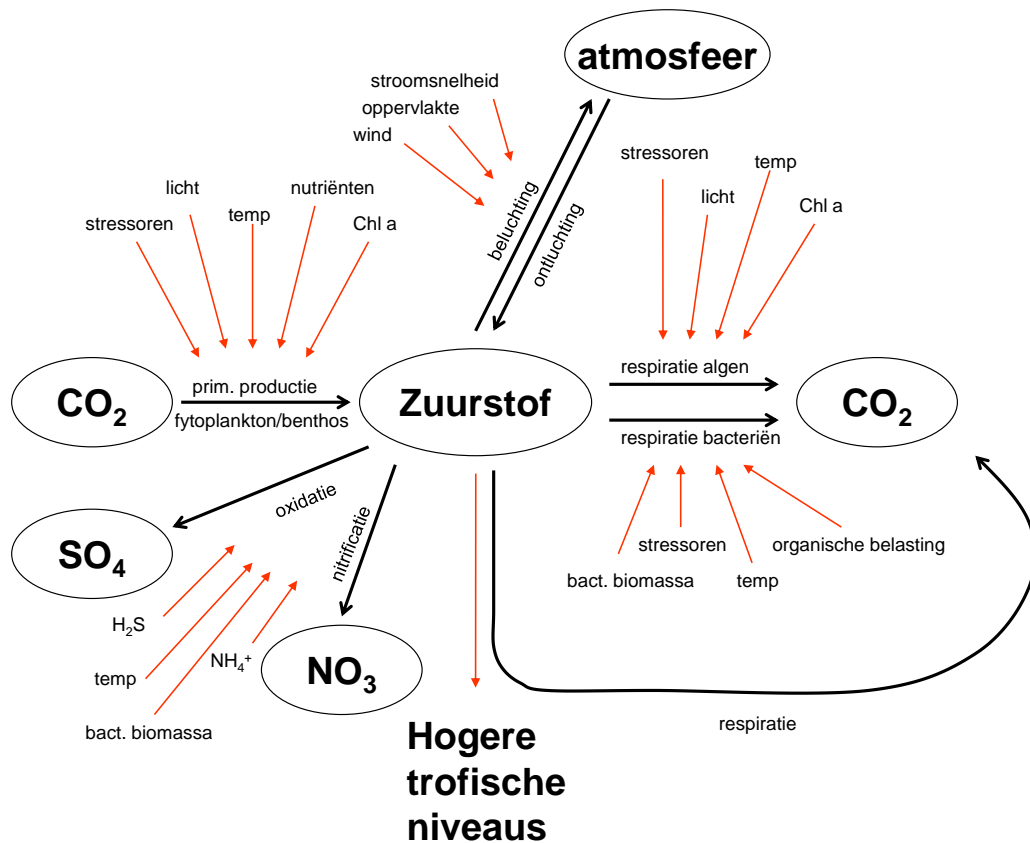 atmosfeer
stroomsnelheid
oppervlakte
wind
stressoren
temp
licht
Chl a
licht
nutriënten
temp
stressoren
Chl a
beluchting
ontluchting
CO₂
prim. productie
fytoplankton/benthos
Zuurstof
respiratie algen
respiratie bacteriën
CO₂
oxidatie
nitrificatie
SO₄
stressoren
organische belasting
bact. biomassa
temp
H₂S
NH₄⁺
temp
NO₃
bact. biomassa
respiratie
Hogere
trofische
niveaus